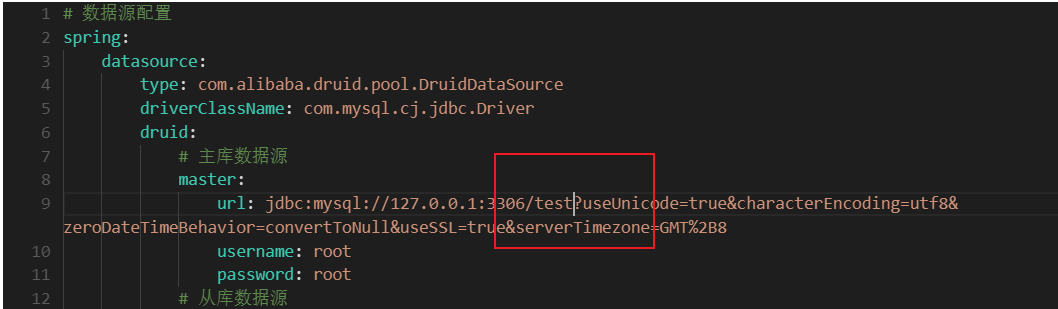 1 # 数据源配置
2 spring:
3 datasource:
4 type: com.alibaba.druid.pool.DruidDataSource
5 driverClassName: com.mysql.cj.jdbc.Driver
6 druid:
7 # 主库数据源
8 master:
9 url: jdbc:mysql://127.0.0.1:3306/test?useUnicode=true&characterEncoding=utf8&
zeroDateTimeBehavior=convertToNull&useSSL=true&serverTimezone=GMT%2B8
10 username: root
11 password: root
12 # 从库数据源